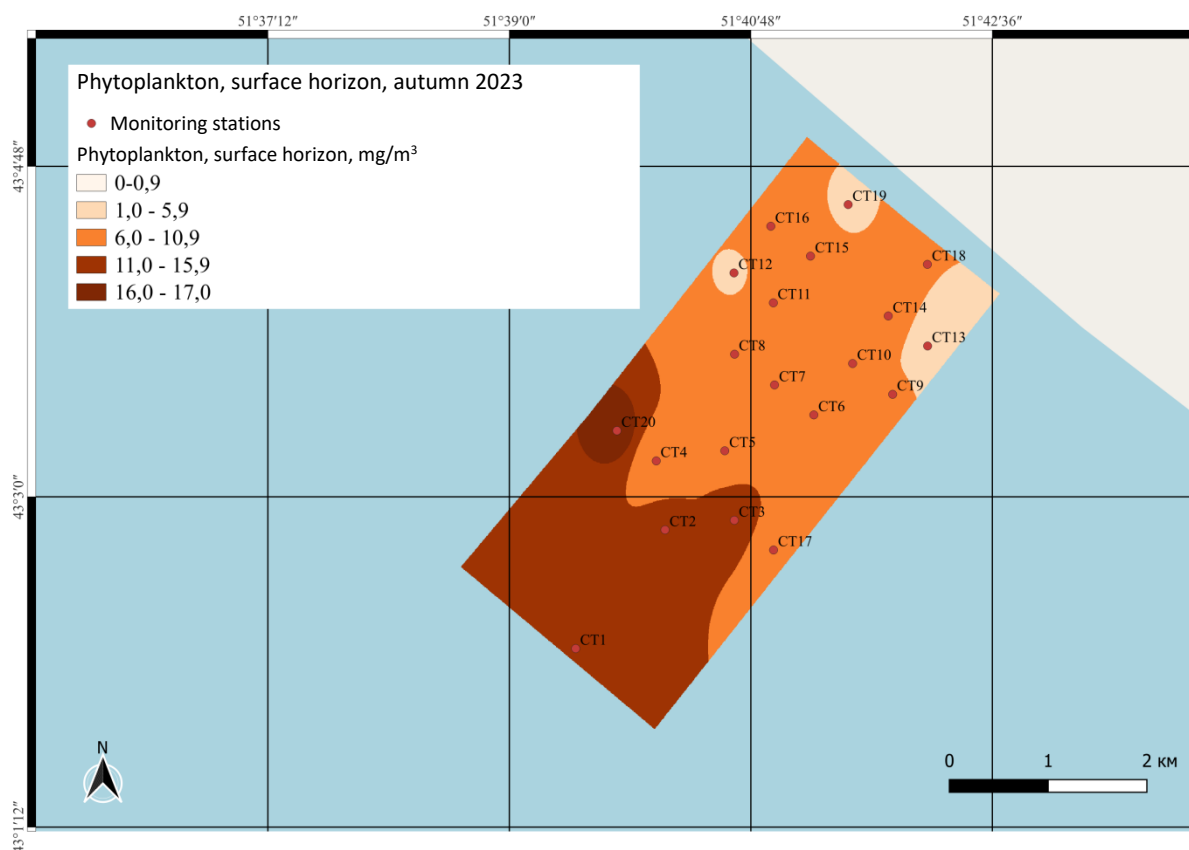 51°37'12" 51°39'0" 51°40'48" 51°42'36"
Phytoplankton, surface horizon, autumn 2023
Monitoring stations
Phytoplankton, surface horizon, mg/m³
0-0,9
1,0 - 5,9
6,0 - 10,9
11,0 - 15,9
16,0 - 17,0
43°4'48"
43°3'0"
43°1'12"
CT19
CT16
CT15
CT18
CT12
CT11
CT14
CT13
CT8
CT10
CT7
CT9
CT6
CT20
CT5
CT4
CT3
CT2
CT17
CT1
N
0 1 2 км